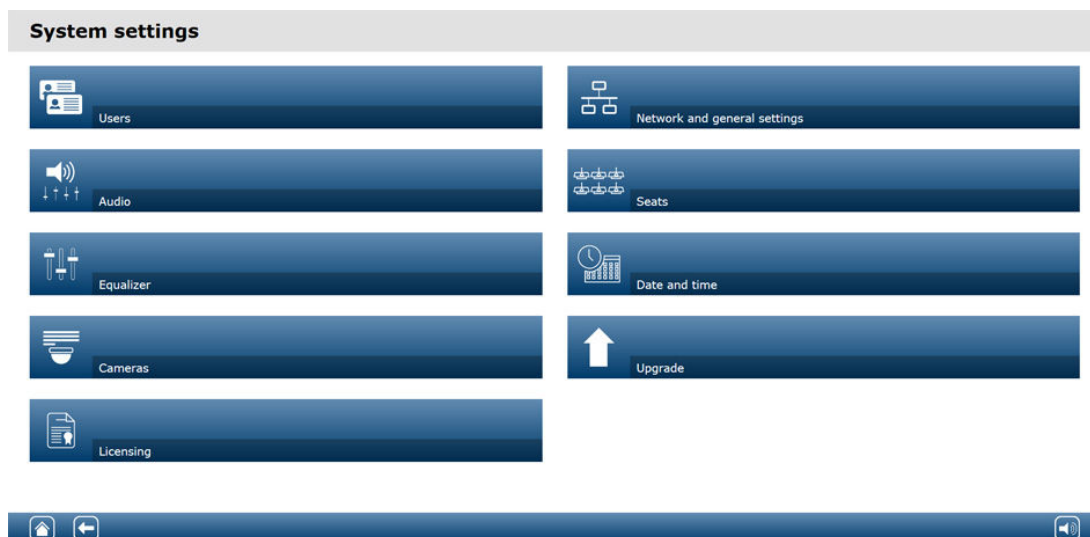 System settings
Users
Network and general settings
Audio
Seats
Equalizer
Date and time
Cameras
Upgrade
Licensing